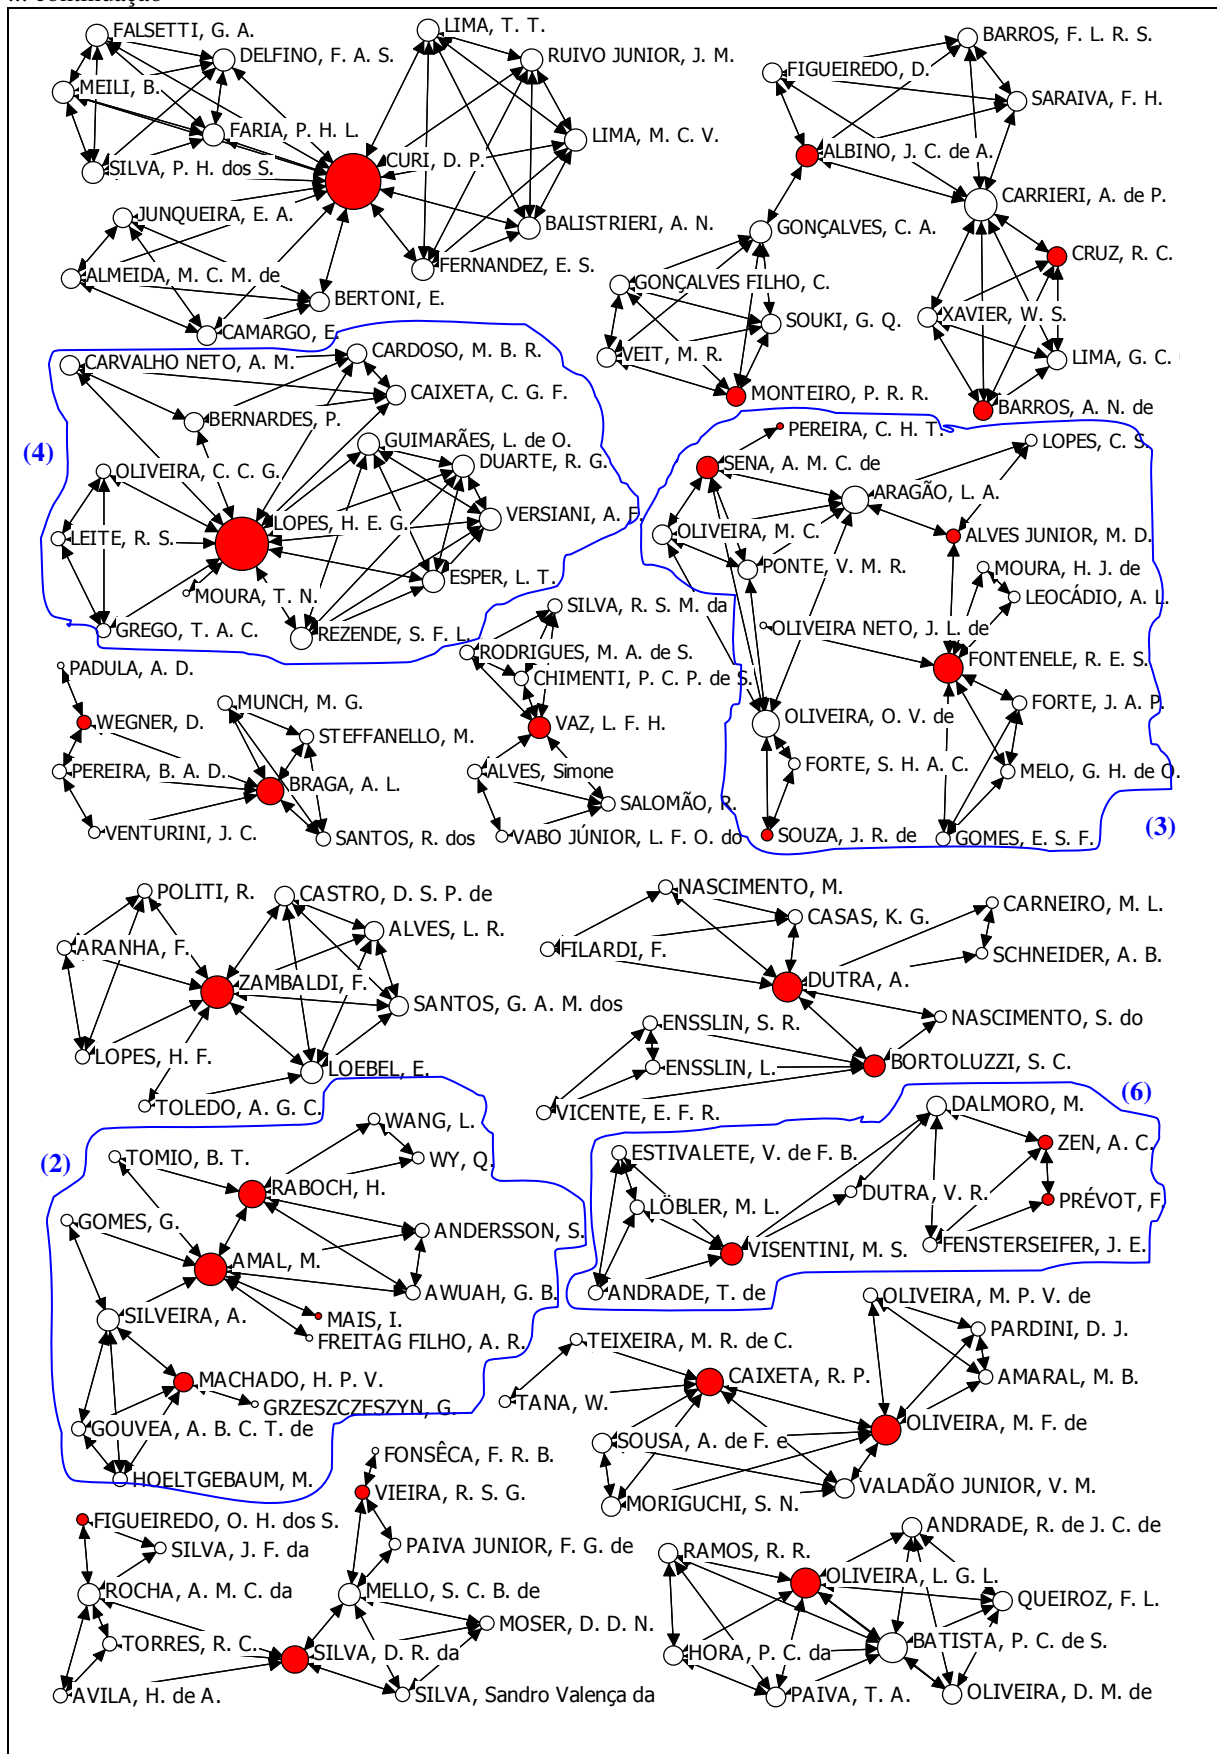 ... continuação
FALSETTI, G. A.
DELFINO, F. A. S.
MEILI, B.
FARIA, P. H. L.
SILVA, P. H. dos S.
LIMA, T. T.
RUIVO JUNIOR, J. M.
LIMA, M. C. V.
CURI, D. P.
BALISTRIERI, A. N.
FERNANDEZ, E. S.
JUNQUEIRA, E. A.
ALMEIDA, M. C. M. de
BERTONI, E.
CAMARGO, E.
BARROS, F. L. R. S.
FIGUEIREDO, D.
SARAIVA, F. H.
ALBINO, J. C. de A.
CARRIERI, A. de P.
GONÇALVES, C. A.
CRUZ, R. C.
GONÇALVES FILHO, C.
SOUKI, G. Q.
XAVIER, W. S.
VEIT, M. R.
LIMA, G. C.
MONTEIRO, P. R. R.
BARROS, A. N. de
(4)
CARVALHO NETO, A. M.
CARDOSO, M. B. R.
CAIXETA, C. G. F.
BERNARDES, P.
GUIMARÃES, L. de O.
DUARTE, R. G.
OLIVEIRA, C. C. G.
LOPES, H. E. G.
VERSIANI, A. F.
LEITE, R. S.
ESPER, L. T.
MOURA, T. N.
GREGO, T. A. C.
REZENDE, S. F. L.
PEREIRA, C. H. T.
SENA, A. M. C. de
LOPES, C. S.
ARAGÃO, L. A.
OLIVEIRA, M. C.
ALVES JUNIOR, M. D.
PONTE, V. M. R.
MOURA, H. J. de
LEOCÁDIO, A. L.
OLIVEIRA NETO, J. L. de
FONTENELE, R. E. S.
FORTE, J. A. P.
OLIVEIRA, O. V. de
FORTE, S. H. A. C.
MELO, G. H. de O.
SOUZA, J. R. de
GOMES, E. S. F.
(3)
PADULA, A. D.
WEGNER, D.
MUNCH, M. G.
STEFFANELLO, M.
PEREIRA, B. A. D.
BRAGA, A. L.
VENTURINI, J. C.
SANTOS, R. dos
SILVA, R. S. M. da
RODRIGUES, M. A. de S.
CHIMENTI, P. C. P. de S.
VAZ, L. F. H.
ALVES, Simone
SALOMÃO, R.
VABO JÚNIOR, L. F. O. do
POLITI, R.
CASTRO, D. S. P. de
ARANHA, F.
ALVES, L. R.
ZAMBALDI, F.
SANTOS, G. A. M. dos
LOPES, H. F.
LOEBEL, E.
TOLEDO, A. G. C.
NASCIMENTO, M.
CASAS, K. G.
CARNEIRO, M. L.
FILARDI, F.
SCHNEIDER, A. B.
DUTRA, A.
ENSSLIN, S. R.
NASCIMENTO, S. do
ENSSLIN, L.
BORTOLUZZI, S. C.
VICENTE, E. F. R.
(2)
WANG, L.
TOMIO, B. T.
WY, Q.
RABOCH, H.
GOMES, G.
ANDERSSON, S.
AMAL, M.
AWUAH, G. B.
SILVEIRA, A.
MAIS, I.
FREITAG FILHO, A. R.
MACHADO, H. P. V.
GRZESZCZESZYN, G.
GOUVEA, A. B. C. T. de
HOELTGEBAUM, M.
(6)
DALMORO, M.
ESTIVALETE, V. de F. B.
ZEN, A. C.
DUTRA, V. R.
PRÉVOT, F.
LÖBLER, M. L.
VISENTINI, M. S.
FENSTERSEIFER, J. E.
ANDRADE, T. de
OLIVEIRA, M. P. V. de
TEIXEIRA, M. R. de C.
PARDINI, D. J.
CAIXETA, R. P.
AMARAL, M. B.
TANA, W.
OLIVEIRA, M. F. de
SOUSA, A. de F. e
VALADÃO JUNIOR, V. M.
MORIGUCHI, S. N.
FONSÊCA, F. R. B.
VIEIRA, R. S. G.
FIGUEIREDO, O. H. dos S.
SILVA, J. F. da
PAIVA JUNIOR, F. G. de
ROCHA, A. M. C. da
MELLO, S. C. B. de
MOSER, D. D. N.
TORRES, R. C.
SILVA, D. R. da
AVILA, H. de A.
SILVA, Sandro Valença da
ANDRADE, R. de J. C. de
RAMOS, R. R.
OLIVEIRA, L. G. L.
QUEIROZ, F. L.
HORA, P. C. da
BATISTA, P. C. de S.
PAIVA, T. A.
OLIVEIRA, D. M. de